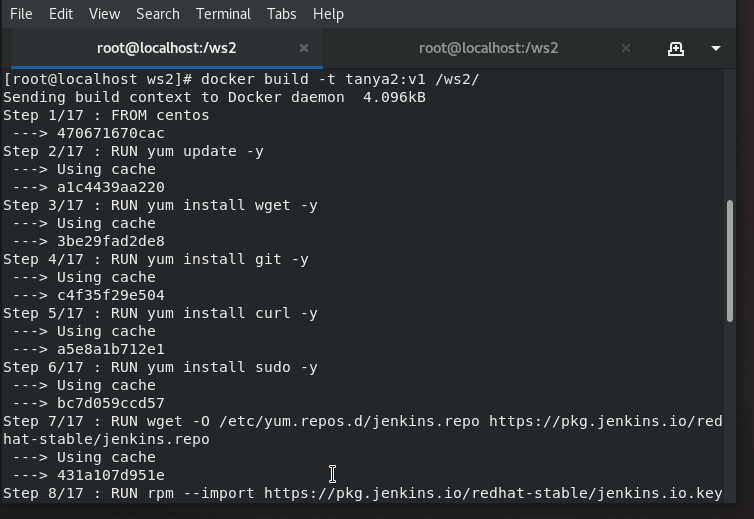 File Edit View Search Terminal Tabs Help
root@localhost:/ws2 × root@localhost:/ws2 ×
[root@localhost ws2]# docker build -t tanya2:v1 /ws2/
Sending build context to Docker daemon  4.096kB
Step 1/17 : FROM centos
 ---> 470671670cac
Step 2/17 : RUN yum update -y
 ---> Using cache
 ---> a1c4439aa220
Step 3/17 : RUN yum install wget -y
 ---> Using cache
 ---> 3be29fad2de8
Step 4/17 : RUN yum install git -y
 ---> Using cache
 ---> c4f35f29e504
Step 5/17 : RUN yum install curl -y
 ---> Using cache
 ---> a5e8a1b712e1
Step 6/17 : RUN yum install sudo -y
 ---> Using cache
 ---> bc7d059ccd57
Step 7/17 : RUN wget -O /etc/yum.repos.d/jenkins.repo https://pkg.jenkins.io/red
hat-stable/jenkins.repo
 ---> Using cache
 ---> 431a107d951e
Step 8/17 : RUN rpm --import https://pkg.jenkins.io/redhat-stable/jenkins.io.key